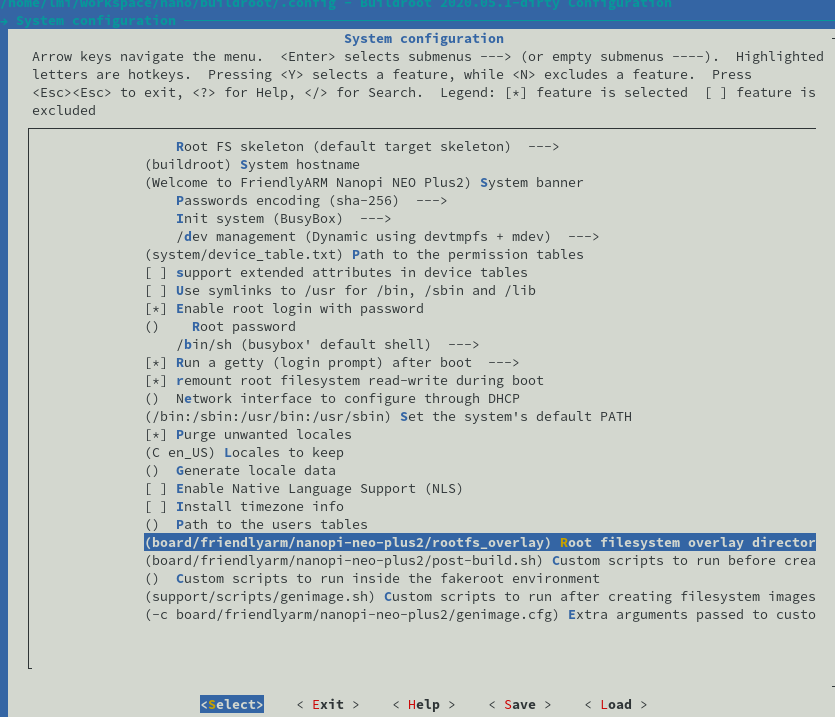 /home/lmi/workspace/nano/buildroot/.config - Buildroot 2020.05.1-dirty Configuration
→ System configuration
System configuration
Arrow keys navigate the menu.  <Enter> selects submenus ---> (or empty submenus ----).  Highlighted
letters are hotkeys.  Pressing <Y> selects a feature, while <N> excludes a feature.  Press
<Esc><Esc> to exit, <?> for Help, </> for Search.  Legend: [*] feature is selected  [ ] feature is
excluded
Root FS skeleton (default target skeleton)  --->
(buildroot) System hostname
(Welcome to FriendlyARM Nanopi NEO Plus2) System banner
Passwords encoding (sha-256)  --->
Init system (BusyBox)  --->
/dev management (Dynamic using devtmpfs + mdev)  --->
(system/device_table.txt) Path to the permission tables
[ ] support extended attributes in device tables
[ ] Use symlinks to /usr for /bin, /sbin and /lib
[*] Enable root login with password
()    Root password
/bin/sh (busybox' default shell)  --->
[*] Run a getty (login prompt) after boot  --->
[*] remount root filesystem read-write during boot
()  Network interface to configure through DHCP
(/bin:/sbin:/usr/bin:/usr/sbin) Set the system's default PATH
[*] Purge unwanted locales
(C en_US) Locales to keep
()  Generate locale data
[ ] Enable Native Language Support (NLS)
[ ] Install timezone info
()  Path to the users tables
(board/friendlyarm/nanopi-neo-plus2/rootfs_overlay) Root filesystem overlay director
(board/friendlyarm/nanopi-neo-plus2/post-build.sh) Custom scripts to run before crea
()  Custom scripts to run inside the fakeroot environment
(support/scripts/genimage.sh) Custom scripts to run after creating filesystem images
(-c board/friendlyarm/nanopi-neo-plus2/genimage.cfg) Extra arguments passed to custo
<Select>    < Exit >    < Help >    < Save >    < Load >